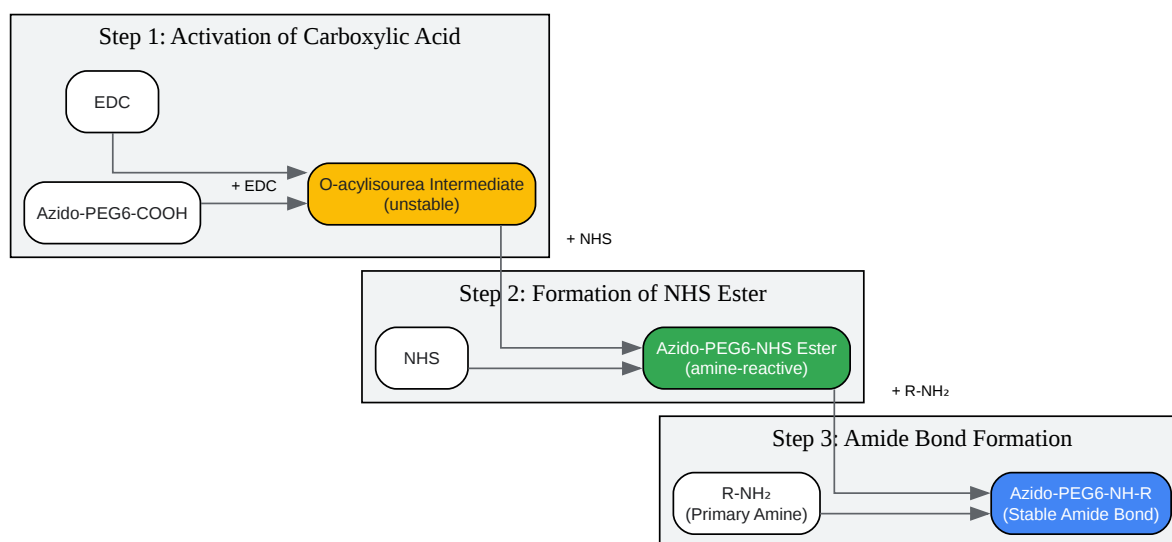 Step 1: Activation of Carboxylic Acid
EDC
+ EDC
Azido-PEG6-COOH
O-acylisourea Intermediate
(unstable)
+ NHS
Step 2: Formation of NHS Ester
NHS
Azido-PEG6-NHS Ester
(amine-reactive)
+ R-NH₂
Step 3: Amide Bond Formation
R-NH₂
(Primary Amine)
Azido-PEG6-NH-R
(Stable Amide Bond)